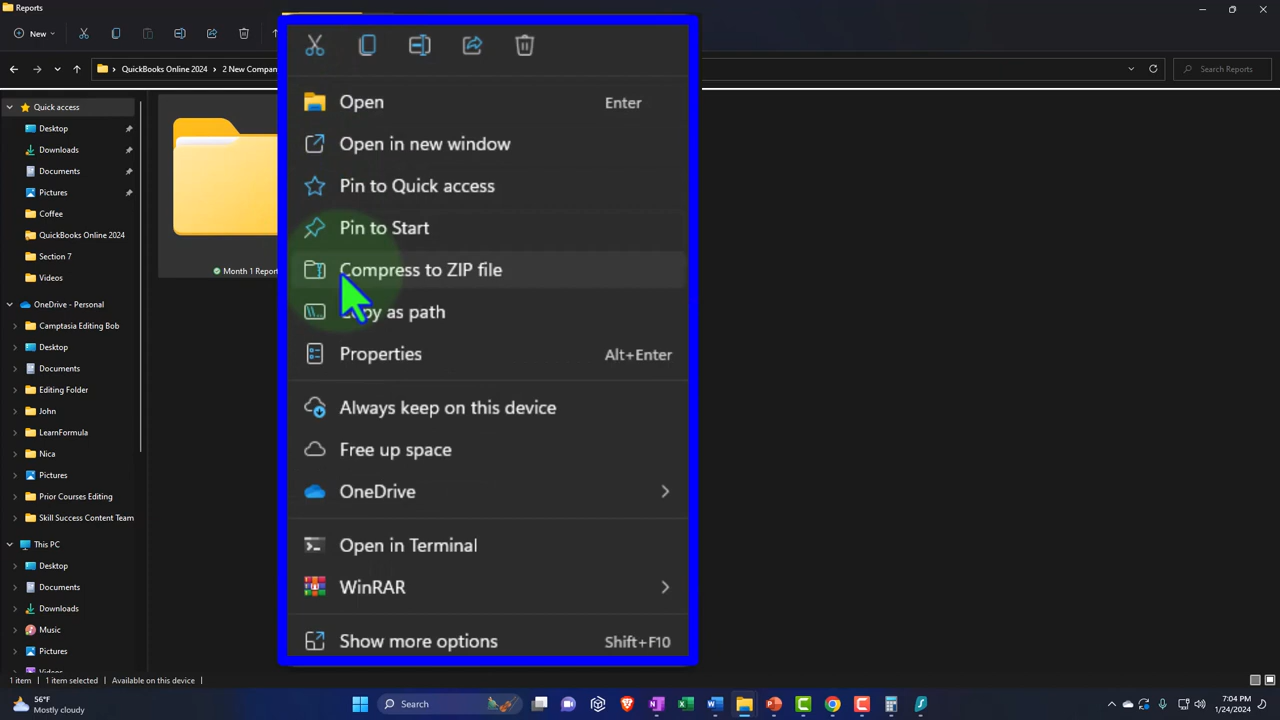 Reports
New
QuickBooks Online 2024 > 2 New Compan
Search Reports
Quick access
Desktop
Downloads
Documents
Pictures
Coffee
QuickBooks Online 2024
Section 7
Videos
OneDrive - Personal
Camptasia Editing Bob
Desktop
Documents
Editing Folder
John
LearnFormula
Nica
Pictures
Prior Courses Editing
Skill Success Content Team
This PC
Desktop
Documents
Downloads
Music
Pictures
Videos
Month 1 Report
Open Enter
Open in new window
Pin to Quick access
Pin to Start
Compress to ZIP file
Copy as path
Properties Alt+Enter
Always keep on this device
Free up space
OneDrive
Open in Terminal
WinRAR
Show more options Shift+F10
1 item 1 item selected Available on this device
56°F
Mostly cloudy
Search
7:04 PM
1/24/2024